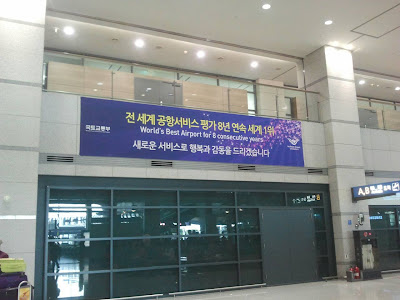 전 세계 공항서비스 평가 8년 연속 세계 1위
World's Best Airport for 8 consecutive years
국토교통부
새로운 서비스로 행복과 감동을 드리겠습니다
A,B
8